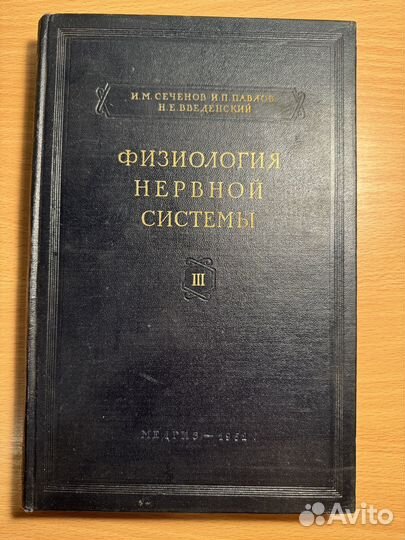 И.М.СЕЧЕНОВ И.П.ПАВЛОВ
Н.Е.ВВЕДЕНСКИЙ
ФИЗИОЛОГИЯ
НЕРВНОЙ
СИСТЕМЫ
III
МЕДГИЗ — 1952
Avito